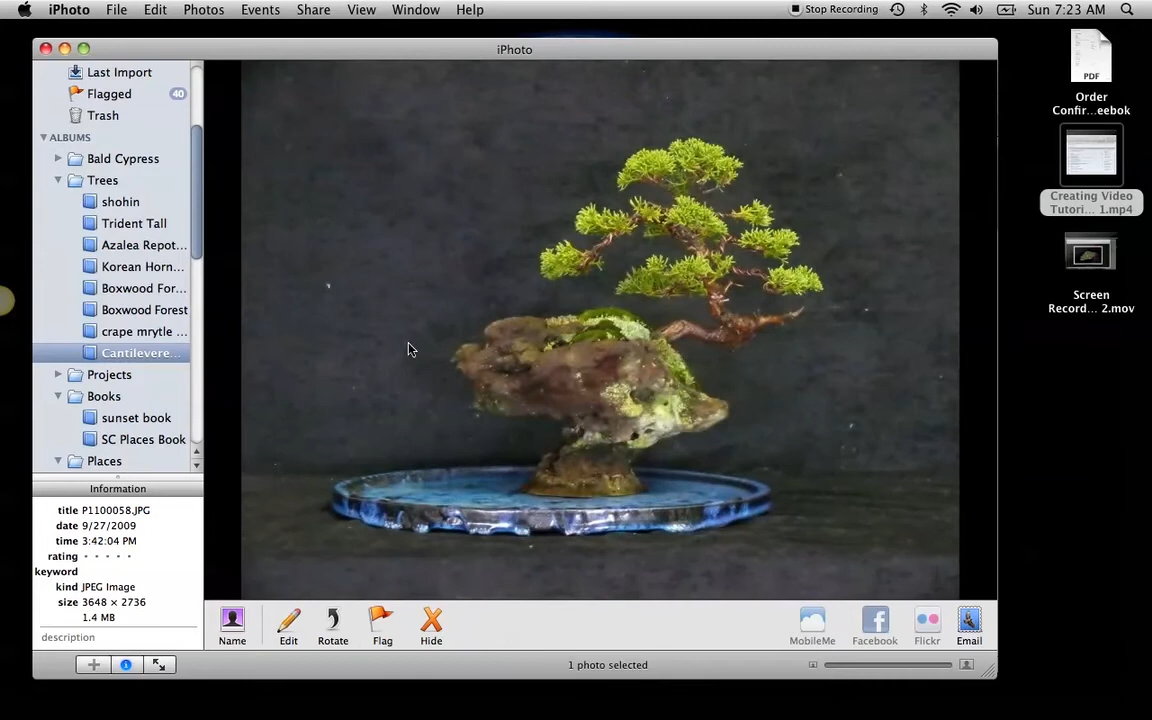 iPhoto File Edit Photos Events Share View Window Help Stop Recording Sun 7:23 AM
iPhoto
Last Import
Flagged 40
Trash
ALBUMS
Bald Cypress
Trees
shohin
Trident Tall
Azalea Repot...
Korean Horn...
Boxwood For...
Boxwood Forest
crape mrytle ...
Cantilevere...
Projects
Books
sunset book
SC Places Book
Places
Information
title P1100058.JPG
date 9/27/2009
time 3:42:04 PM
rating
keyword
kind JPEG Image
size 3648 × 2736
1.4 MB
description
Name Edit Rotate Flag Hide MobileMe Facebook Flickr Email
1 photo selected
PDF
Order
Confir...eebok
Creating Video
Tutori... 1.mp4
Screen
Record... 2.mov